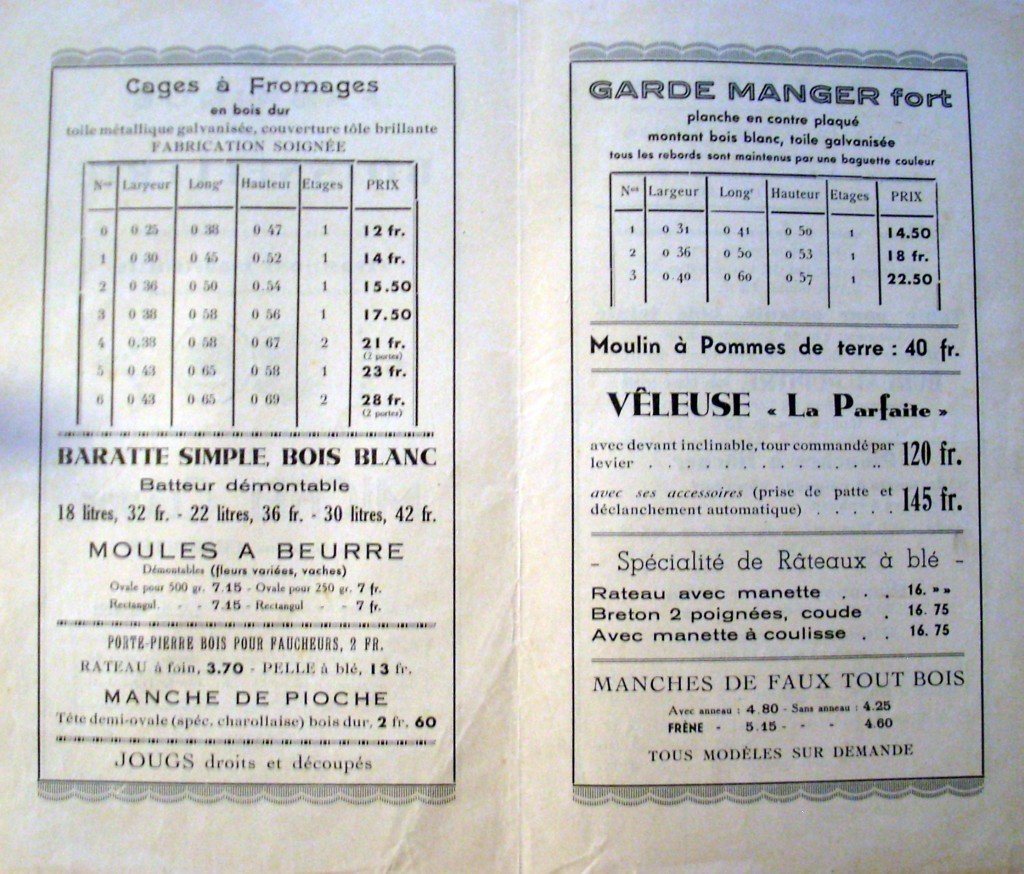 Cages à Fromages
en bois dur
toile métallique galvanisée, couverture tôle brillante
FABRICATION SOIGNÉE
Nos Largeur Longr Hauteur Etages PRIX
0 0 25 0 38 0 47 1 12 fr.
1 0 30 0 45 0.52 1 14 fr.
2 0 36 0 50 0.54 1 15.50
3 0 38 0 58 0 56 1 17.50
4 0.38 0 58 0 67 2 21 fr.
(2 portes)
5 0 43 0 65 0 58 1 23 fr.
6 0 43 0 65 0 69 2 28 fr.
(2 portes)
BARATTE SIMPLE, BOIS BLANC
Batteur démontable
18 litres, 32 fr. - 22 litres, 36 fr. - 30 litres, 42 fr.
MOULES A BEURRE
Démontables (fleurs variées, vaches)
Ovale pour 500 gr. 7.15 - Ovale pour 250 gr. 7 fr.
Rectangul. - - 7.15 - Rectangul - - 7 fr.
PORTE-PIERRE BOIS POUR FAUCHEURS, 2 FR.
RATEAU à foin, 3.70 - PELLE à blé, 13 fr.
MANCHE DE PIOCHE
Tête demi-ovale (spéc. charollaise) bois dur, 2 fr. 60
JOUGS droits et découpés
GARDE MANGER fort
planche en contre plaqué
montant bois blanc, toile galvanisée
tous les rebords sont maintenus par une baguette couleur
Nos Largeur Longr Hauteur Etages PRIX
1 0 31 0 41 0 50 1 14.50
2 0 36 0 50 0 53 1 18 fr.
3 0.40 0 60 0 57 1 22.50
Moulin à Pommes de terre : 40 fr.
VÊLEUSE « La Parfaite »
avec devant inclinable, tour commandé par
levier . . . . . . . . . . . . . . 120 fr.
avec ses accessoires (prise de patte et
déclanchement automatique) . . . . . 145 fr.
- Spécialité de Râteaux à blé -
Rateau avec manette . . . 16. » »
Breton 2 poignées, coude . 16. 75
Avec manette à coulisse . . 16. 75
MANCHES DE FAUX TOUT BOIS
Avec anneau : 4.80 - Sans anneau : 4.25
FRÊNE - 5.15 - - - 4.60
TOUS MODÈLES SUR DEMANDE